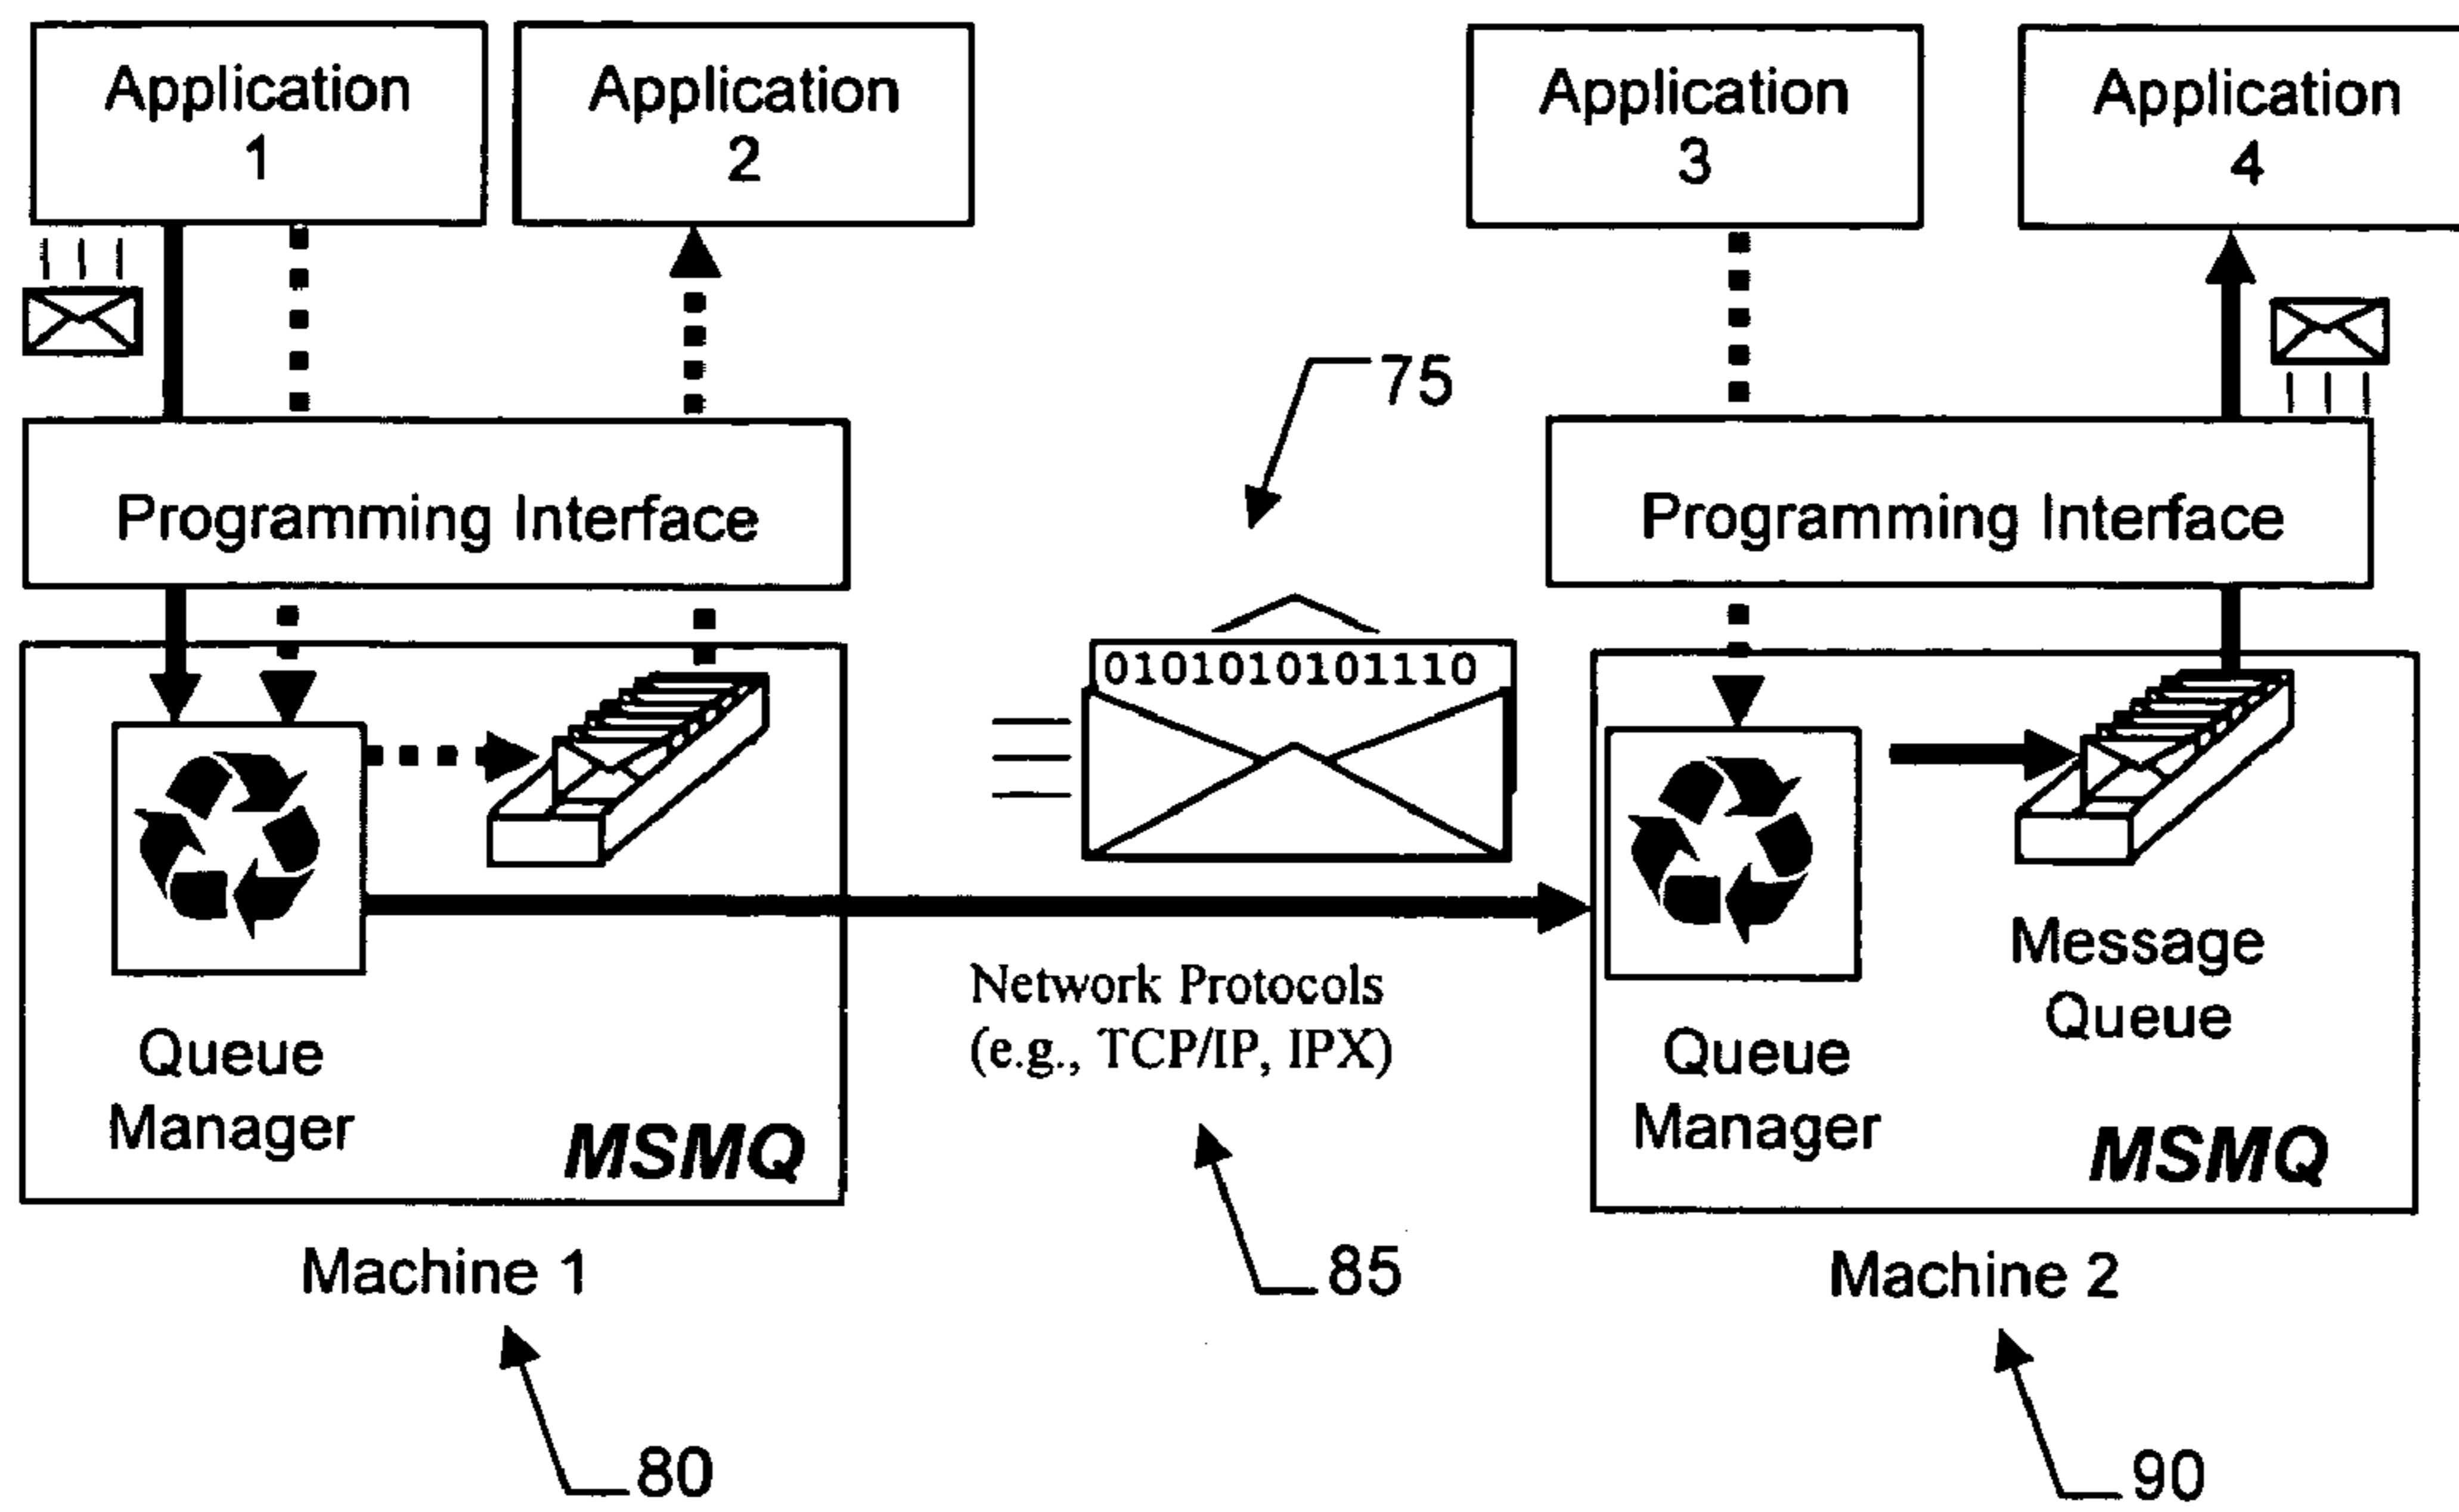 Application
1
Application
2
Application
3
Application
4
75
Programming Interface
Programming Interface
0101010101110
Network Protocols
(e.g., TCP/IP, IPX)
Queue
Manager
MSMQ
Message
Queue
Queue
Manager
MSMQ
Machine 1
85
Machine 2
80
90